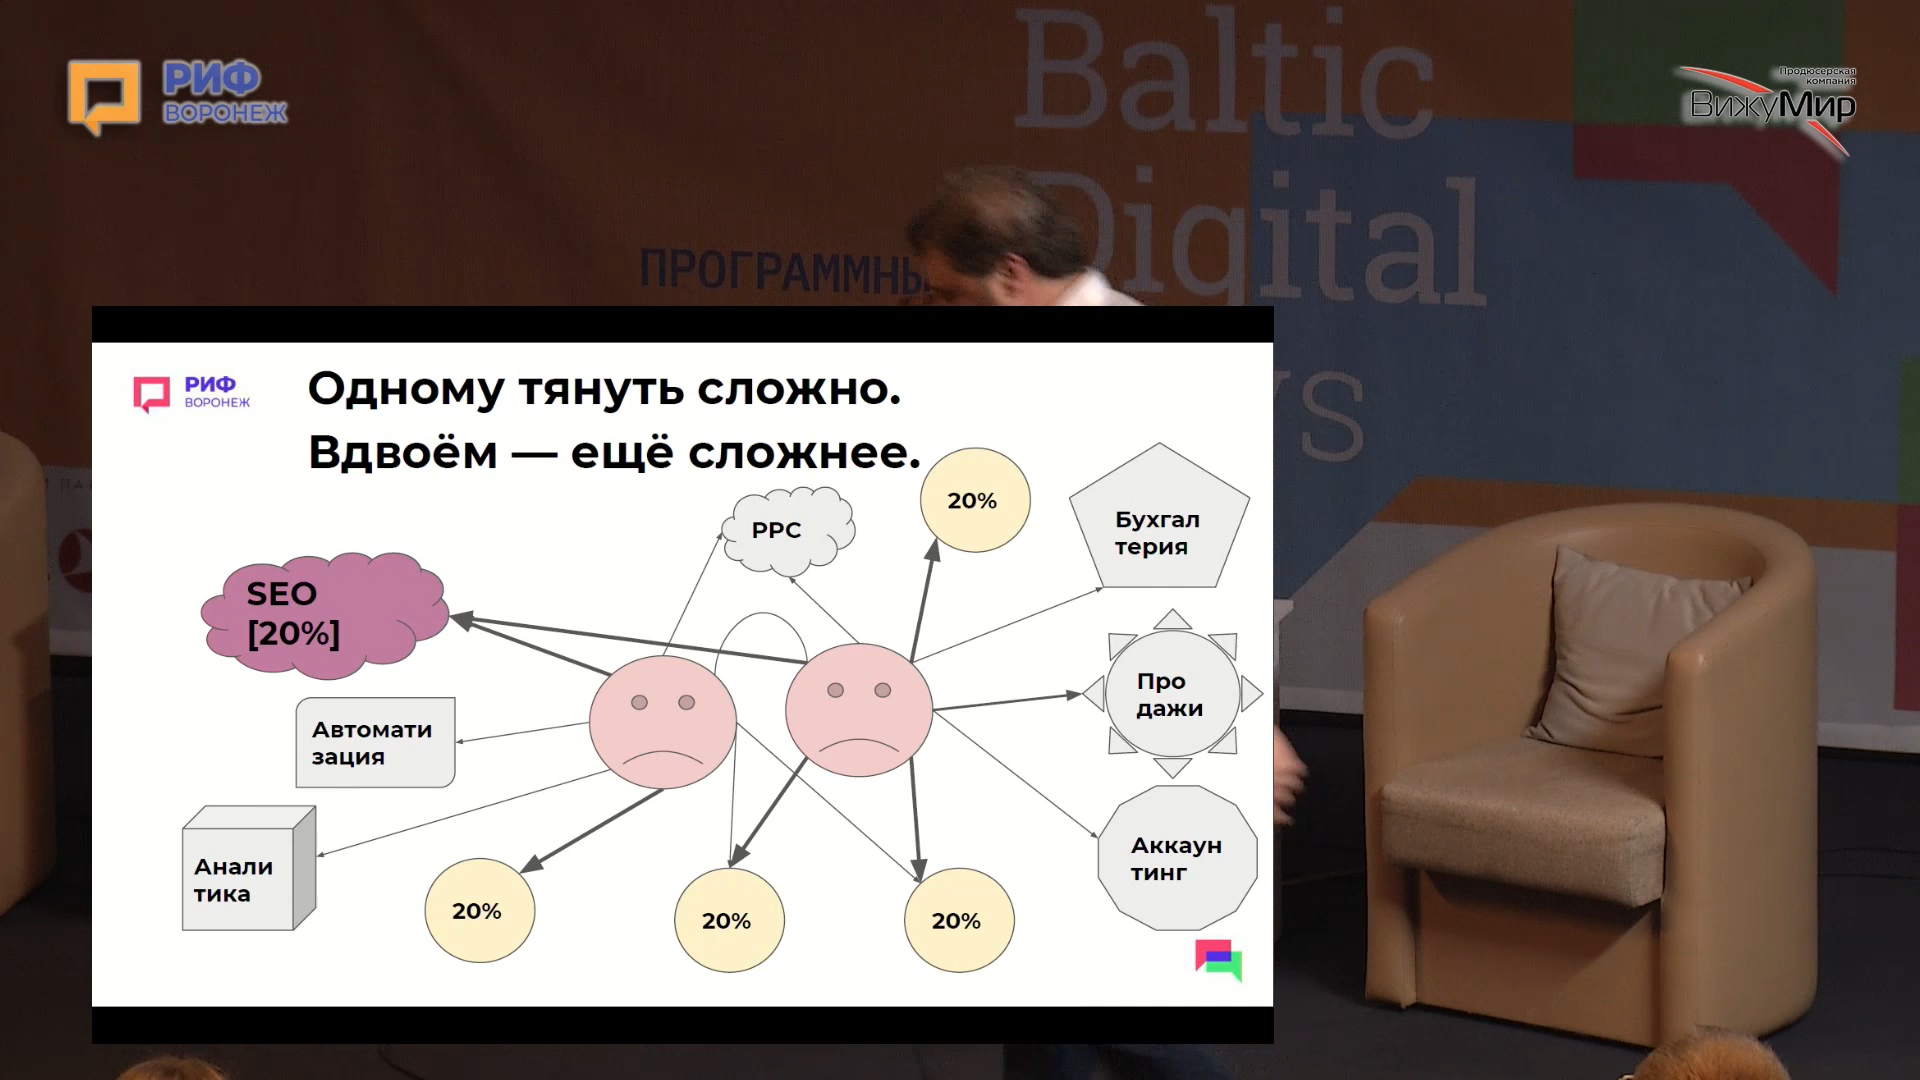 РИФ
ВОРОНЕЖ
Продюсерская
компания
ВижуМир
Baltic
Digital
ПРОГРАММНЫ
РИФ
ВОРОНЕЖ
Одному тянуть сложно.
Вдвоём — ещё сложнее.
PPC
20%
Бухгал
терия
SEO
[20%]
Про
дажи
Автомати
зация
Анали
тика
Аккаун
тинг
20%
20%
20%